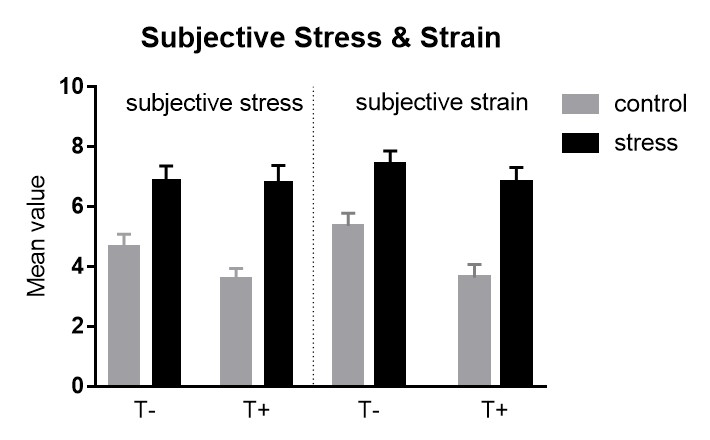 Subjective Stress & Strain
subjective stress
subjective strain
control
stress
Mean value
10
8
6
4
2
0
T-
T+
T-
T+